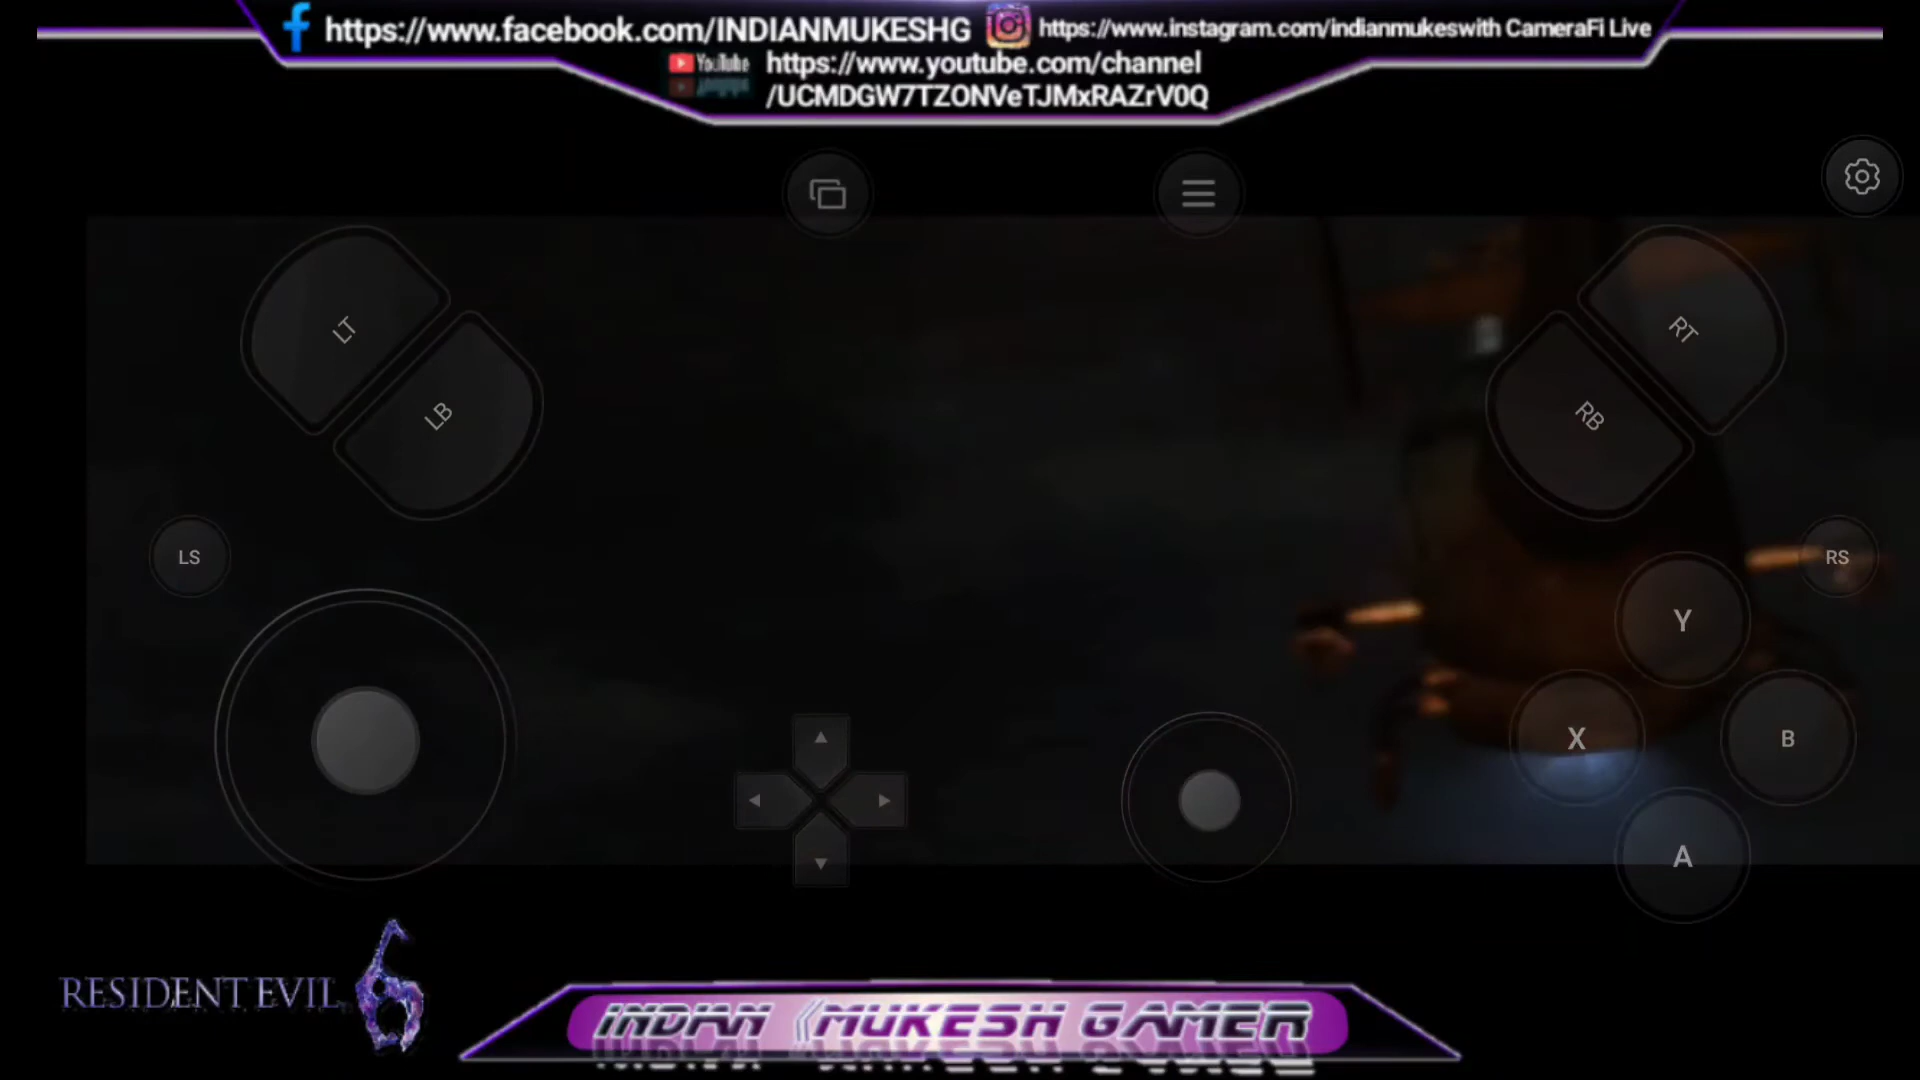 https://www.facebook.com/INDIANMUKESHG
https://www.instagram.com/indianmukeswith CameraFi Live
YouTube
https://www.youtube.com/channel
/UCMDGW7TZONVeTJMxRAZrV0Q
LT
RT
LB
RB
LS
RS
Y
X
B
A
RESIDENT EVIL 6
INDIAN 《MUKESH GAMER